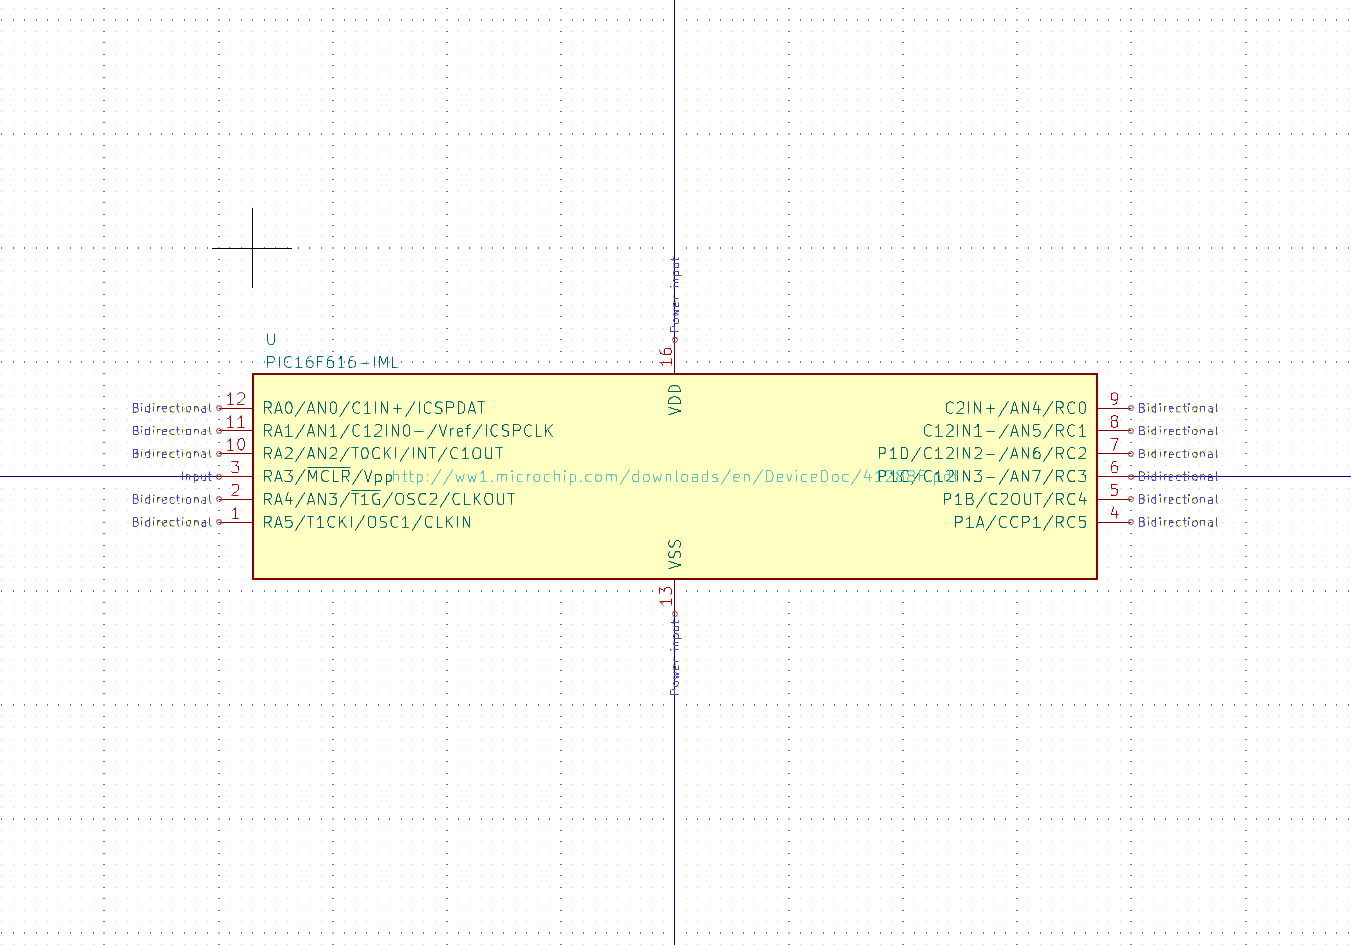 Power input
16
U
PIC16F616-IML
VDD
Bidirectional 12 RA0/AN0/C1IN+/ICSPDAT C2IN+/AN4/RC0 9 Bidirectional
Bidirectional 11 RA1/AN1/C12IN0-/Vref/ICSPCLK C12IN1-/AN5/RC1 8 Bidirectional
Bidirectional 10 RA2/AN2/T0CKI/INT/C1OUT P1D/C12IN2-/AN6/RC2 7 Bidirectional
Input 3 RA3/MCLR/Vpp http://ww1.microchip.com/downloads/en/DeviceDoc/ P1C/C12IN3-/AN7/RC3 6 Bidirectional
Bidirectional 2 RA4/AN3/T1G/OSC2/CLKOUT P1B/C2OUT/RC4 5 Bidirectional
Bidirectional 1 RA5/T1CKI/OSC1/CLKIN P1A/CCP1/RC5 4 Bidirectional
VSS
13
Power input